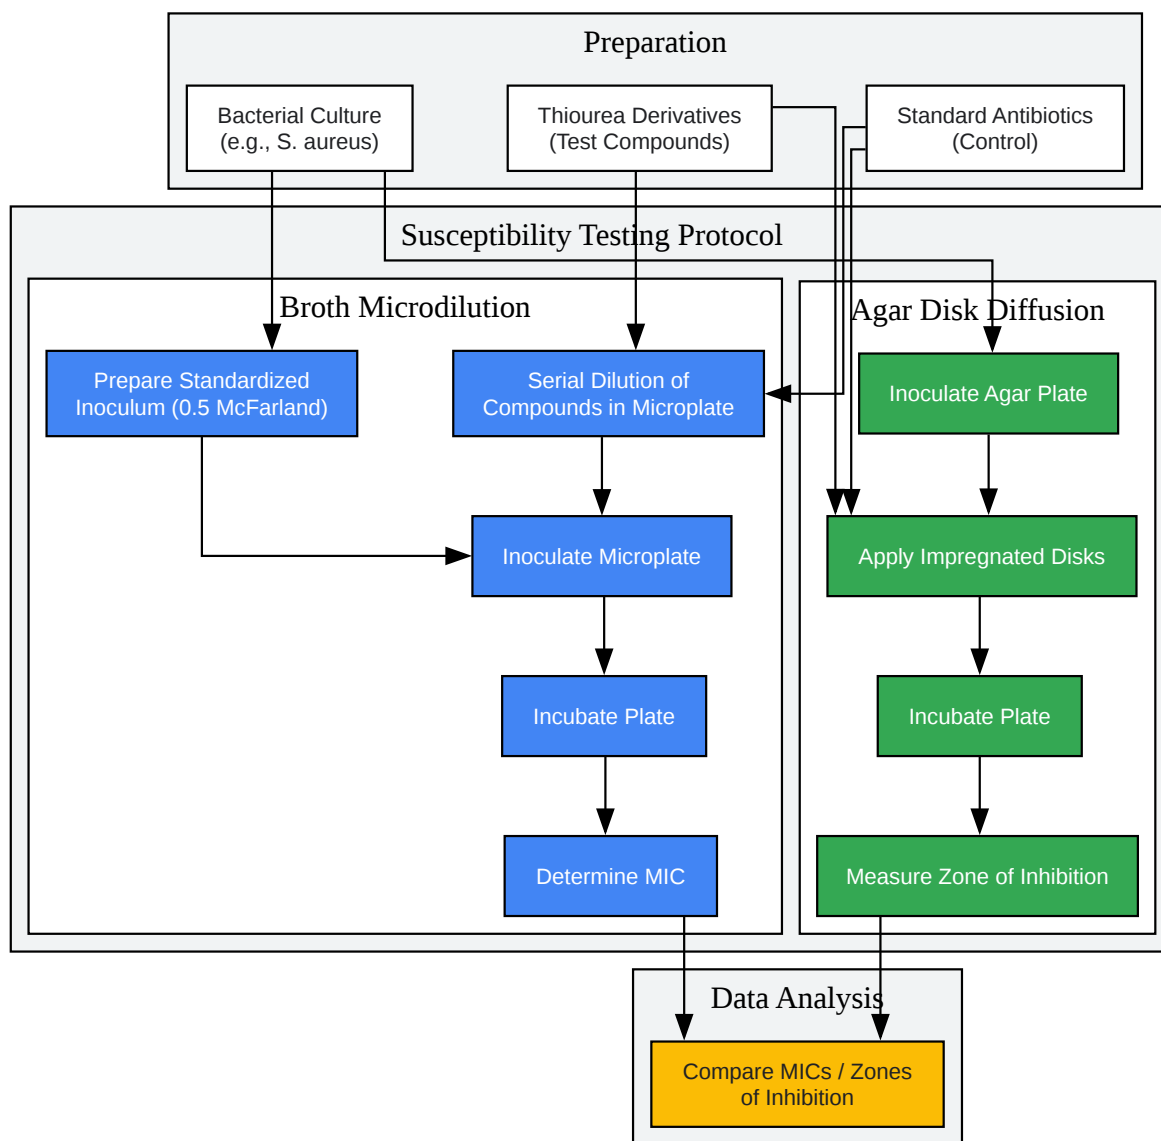 Preparation
Bacterial Culture
(e.g., S. aureus)
Thiourea Derivatives
(Test Compounds)
Standard Antibiotics
(Control)
Susceptibility Testing Protocol
Broth Microdilution
Prepare Standardized
Inoculum (0.5 McFarland)
Serial Dilution of
Compounds in Microplate
Inoculate Microplate
Incubate Plate
Determine MIC
Agar Disk Diffusion
Inoculate Agar Plate
Apply Impregnated Disks
Incubate Plate
Measure Zone of Inhibition
Data Analysis
Compare MICs / Zones
of Inhibition